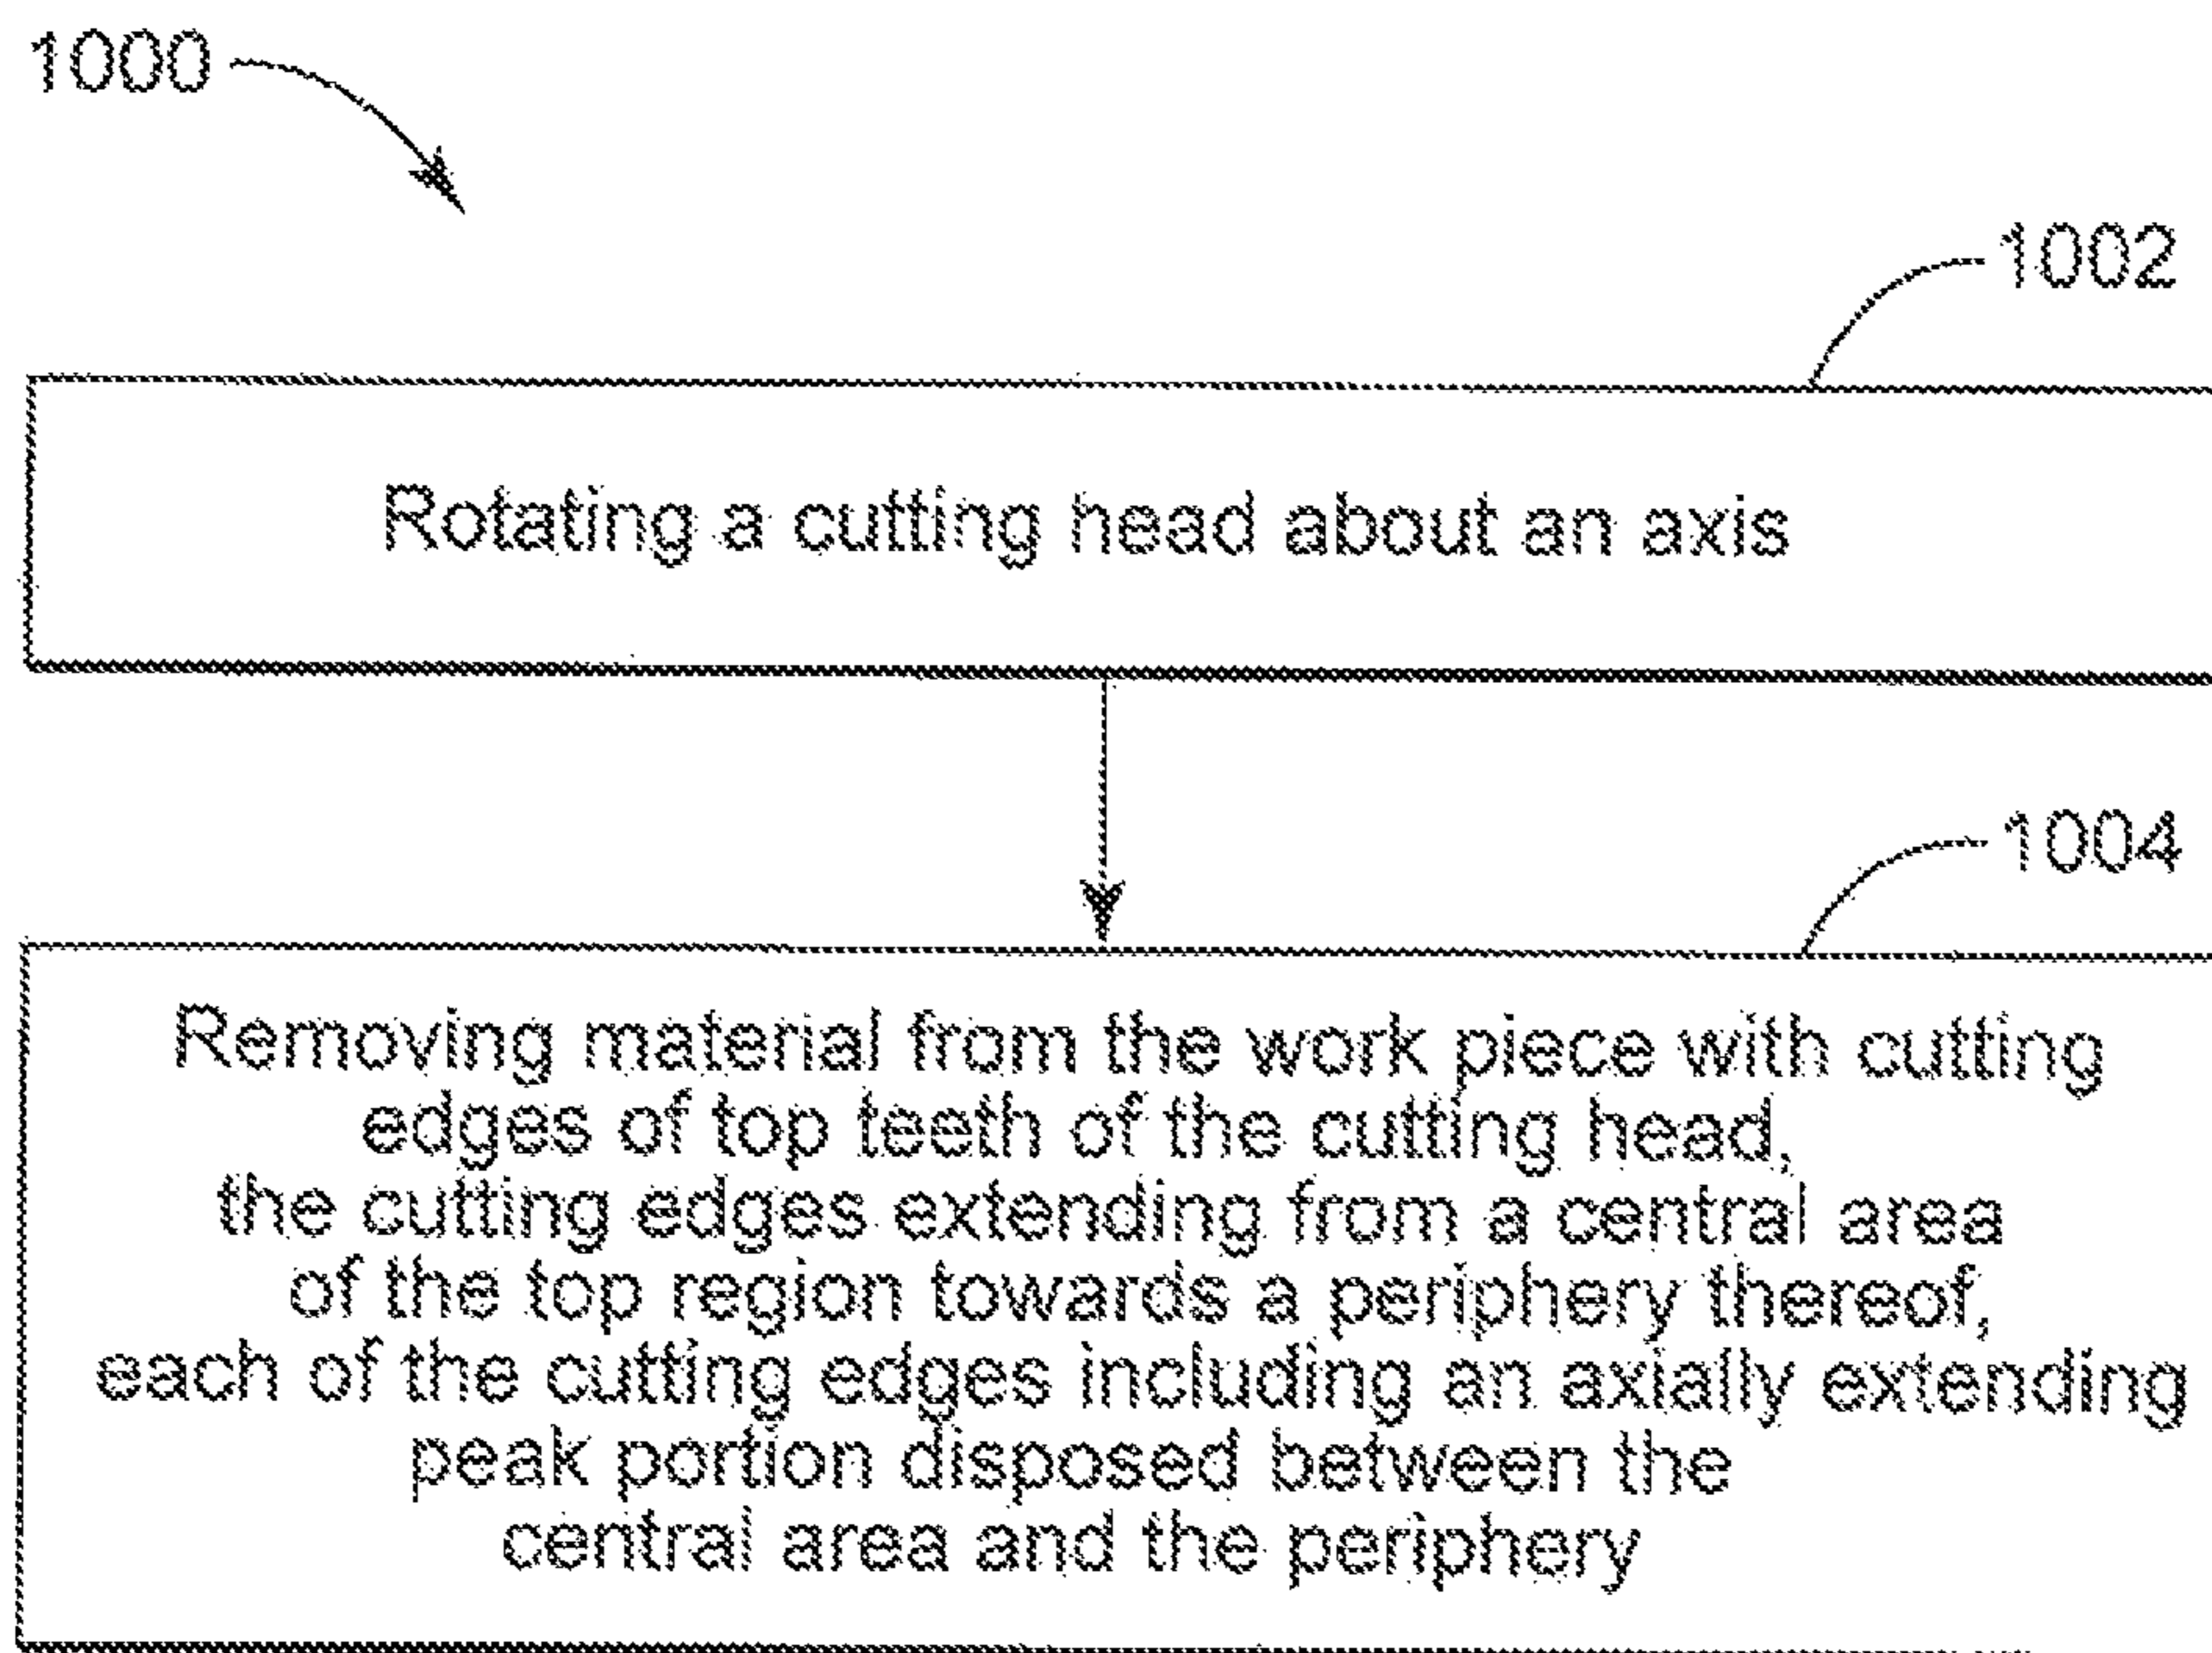 1000
1002
Rotating a cutting head about an axis
1004
Removing material from the work piece with cutting
edges of top teeth of the cutting head,
the cutting edges extending from a central area
of the top region towards a periphery thereof,
each of the cutting edges including an axially extending
peak portion disposed between the
central area and the periphery